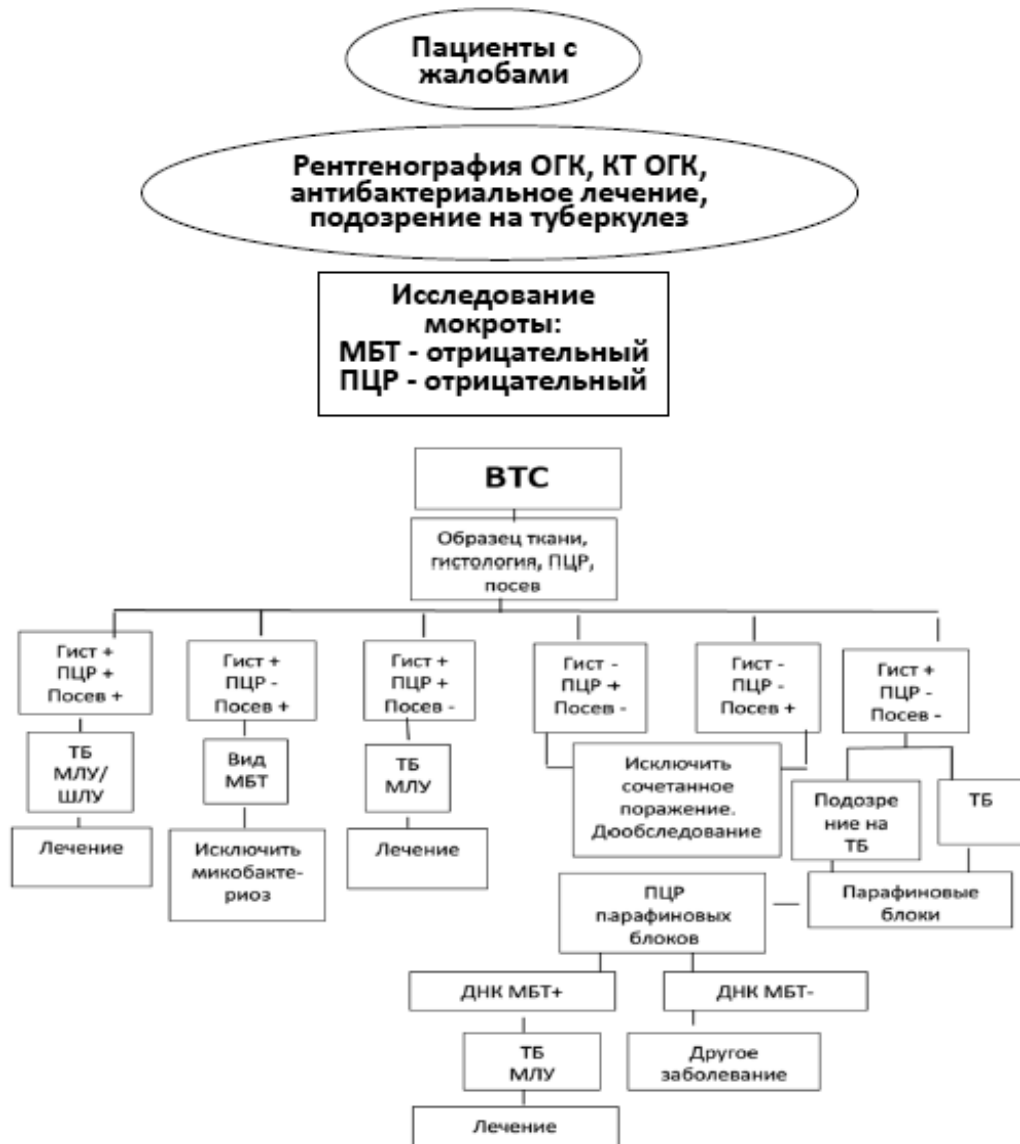 Пациенты с
жалобами
Рентгенография ОГК, КТ ОГК,
антибактериальное лечение,
подозрение на туберкулез
Исследование
мокроты:
МБТ - отрицательный
ПЦР - отрицательный
ВТС
Образец ткани,
гистология, ПЦР,
посев
Гист +
ПЦР +
Посев +
Гист +
ПЦР -
Посев +
Гист +
ПЦР +
Посев -
Гист -
ПЦР +
Посев -
Гист -
ПЦР -
Посев +
Гист +
ПЦР -
Посев -
ТБ
МЛУ/
ШЛУ
Вид
МБТ
ТБ
МЛУ
Исключить
сочетанное
поражение.
Дообследование
Подозре
ние на
ТБ
ТБ
Лечение
Исключить
микобакте-
риоз
Лечение
ПЦР
парафиновых
блоков
Парафиновые
блоки
ДНК МБТ+
ДНК МБТ-
ТБ
МЛУ
Другое
заболевание
Лечение